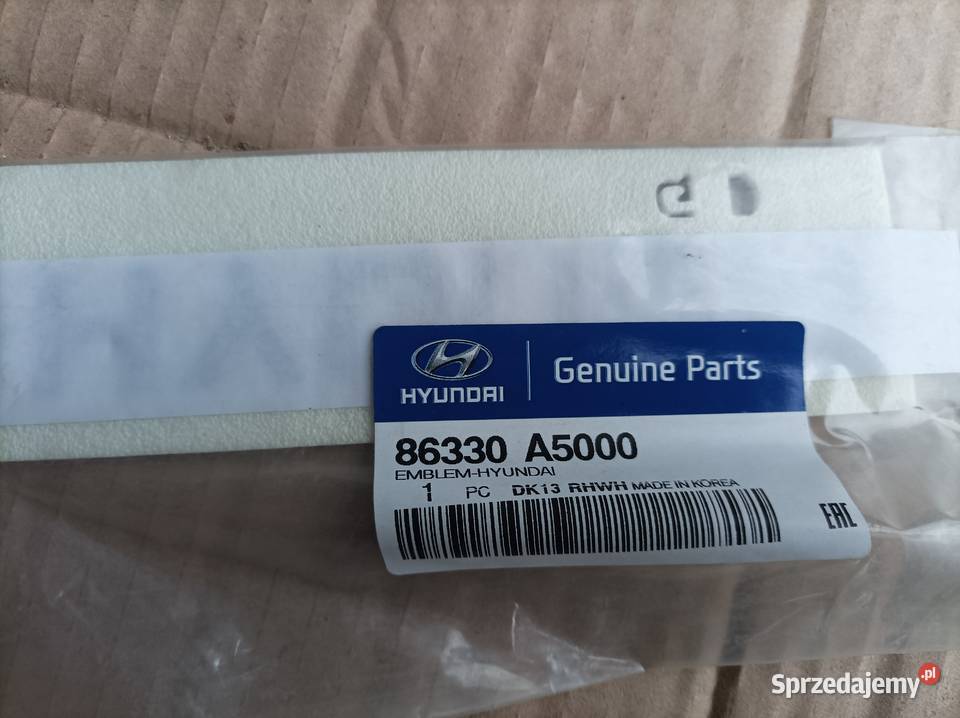 HYUNDAI
Genuine Parts
86330 A5000
EMBLEM-HYUNDAI
1 PC DK13 RHWH MADE IN KOREA
EAC
Sprzedajemy.pl